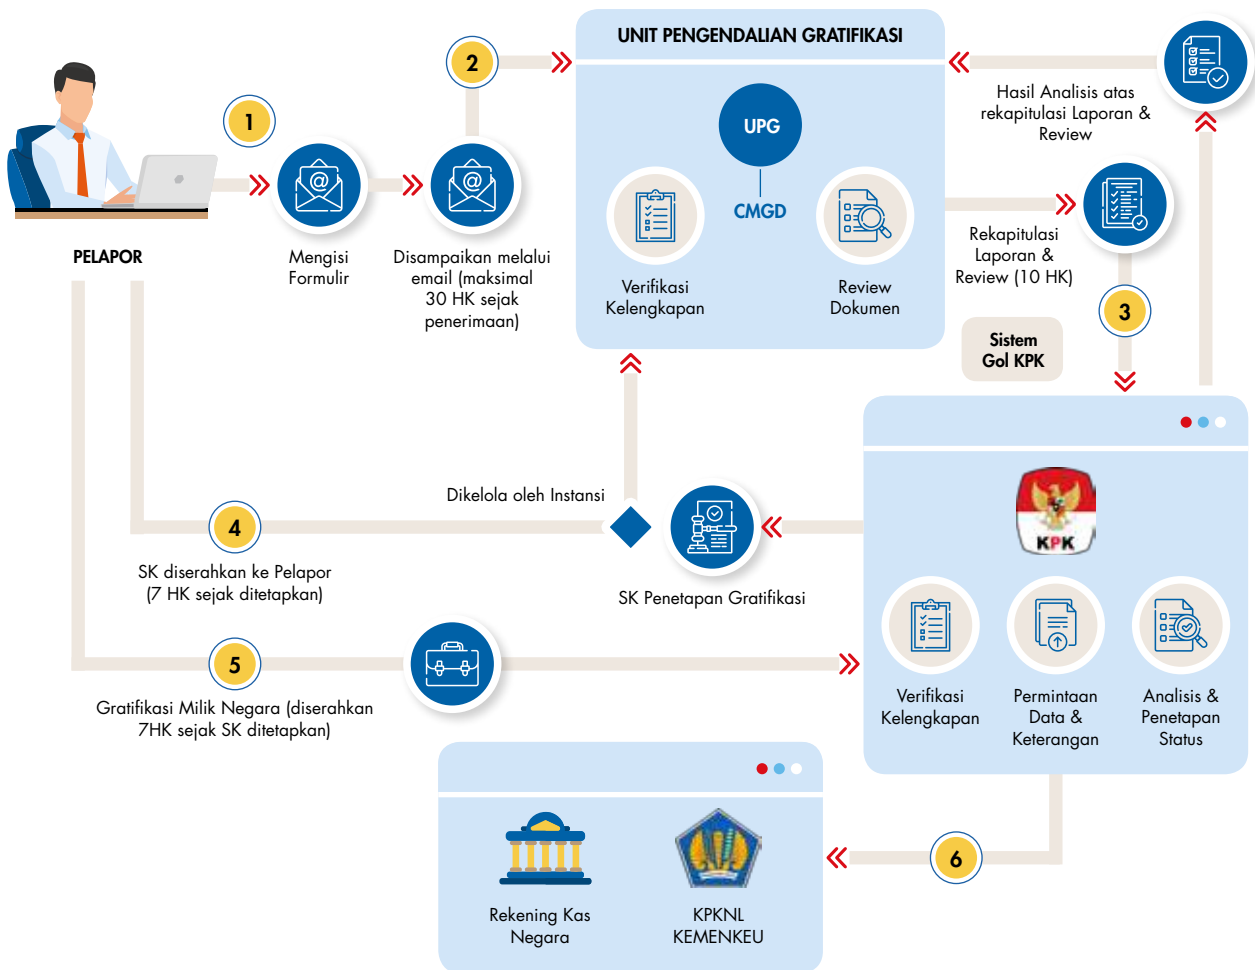 UNIT PENGENDALIAN GRATIFIKASI
1
2
UPG
CMGD
Verifikasi
Kelengkapan
Review
Dokumen
Hasil Analisis atas
rekapitulasi Laporan &
Review
PELAPOR
Mengisi
Formulir
Disampaikan melalui
email (maksimal
30 HK sejak
penerimaan)
Rekapitulasi
Laporan &
Review (10 HK)
3
Sistem
Gol KPK
Dikelola oleh Instansi
4
SK diserahkan ke Pelapor
(7 HK sejak ditetapkan)
SK Penetapan Gratifikasi
KPK
Verifikasi
Kelengkapan
Permintaan
Data &
Keterangan
Analisis &
Penetapan
Status
5
Gratifikasi Milik Negara (diserahkan
7HK sejak SK ditetapkan)
6
Rekening Kas
Negara
KPKNL
KEMENKEU